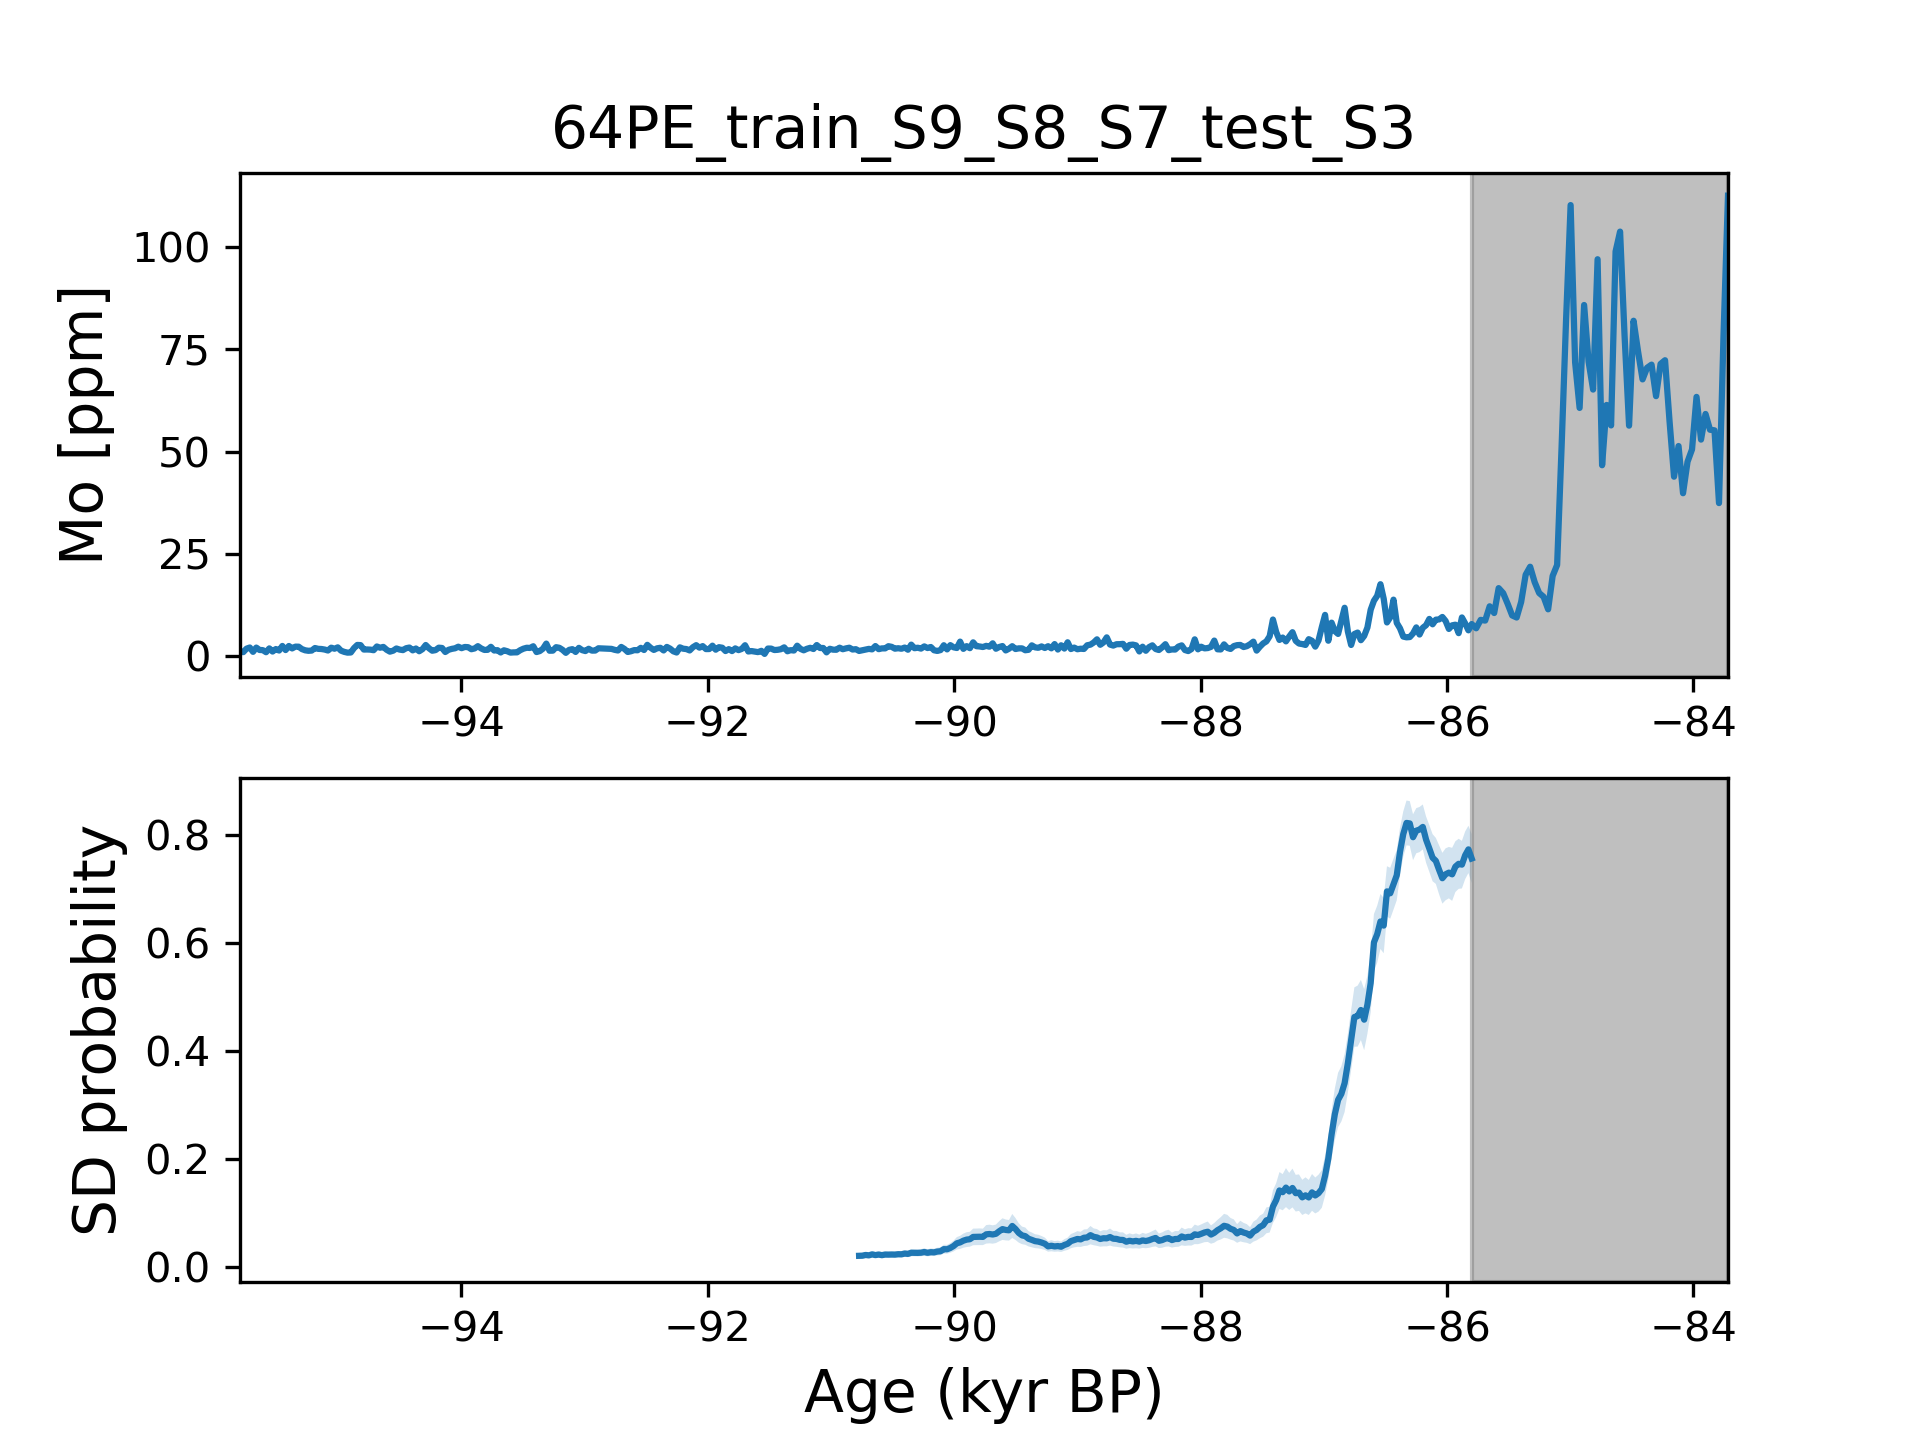 64PE_train_S9_S8_S7_test_S3
Mo [ppm]
100
75
50
25
0
−94 −92 −90 −88 −86 −84
SD probability
0.8
0.6
0.4
0.2
0.0
−94 −92 −90 −88 −86 −84
Age (kyr BP)